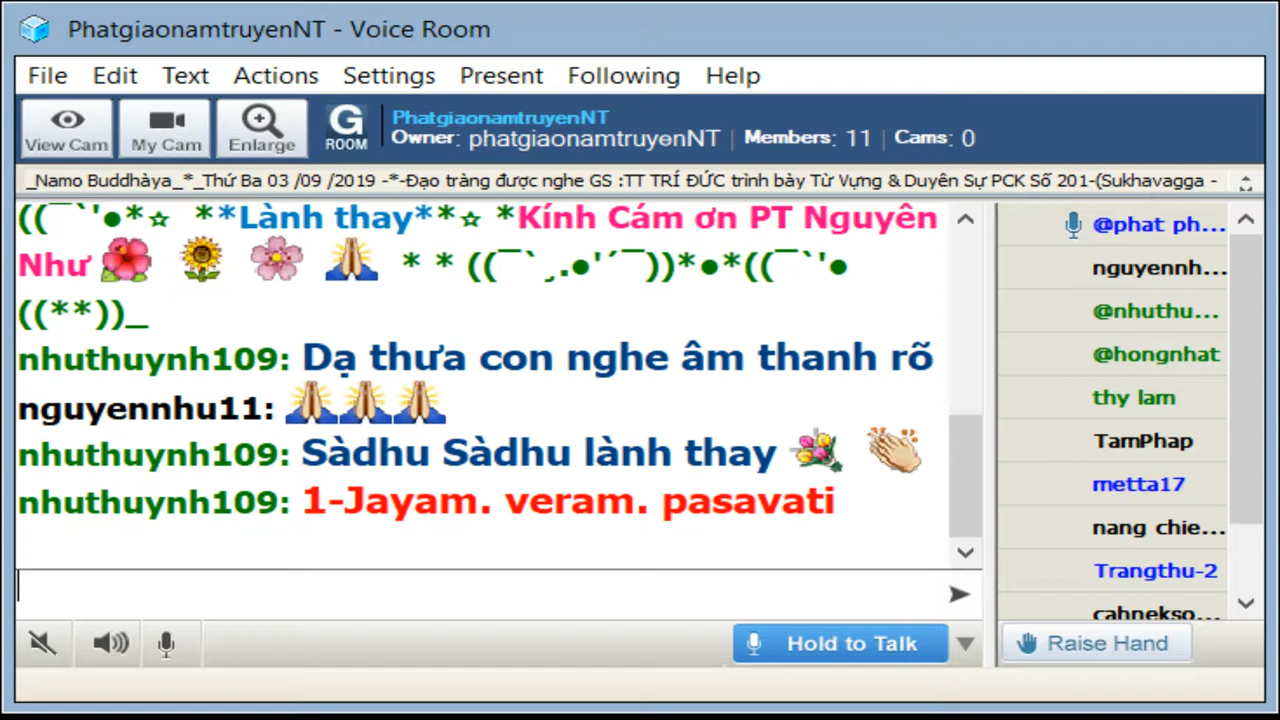 PhatgiaonamtruyenNT - Voice Room
File Edit Text Actions Settings Present Following Help
View Cam My Cam Enlarge G ROOM
PhatgiaonamtruyenNT
Owner: phatgiaonamtruyenNT | Members: 11 | Cams: 0
_Namo Buddhàya_*_Thứ Ba 03 /09 /2019 -*-Đạo tràng được nghe GS :TT TRÍ ĐỨC trình bày Từ Vựng & Duyên Sự PCK Số 201-(Sukhavagga -
((¯`'●*☆ **Lành thay**☆ *Kính Cám ơn PT Nguyên
Như 🌺 🌻 🌸 🙏 * * ((¯`¸.●'´¯))*●*((¯`'●
((**))_
nhuthuynh109: Dạ thưa con nghe âm thanh rõ
nguyennhu11: 🙏🙏🙏
nhuthuynh109: Sàdhu Sàdhu lành thay 💐 👏
nhuthuynh109: 1-Jayam. veram. pasavati
@phat ph...
nguyennh...
@nhuthu...
@hongnhat
thy lam
TamPhap
metta17
nang chie...
Trangthu-2
cahnekso...
Hold to Talk
Raise Hand